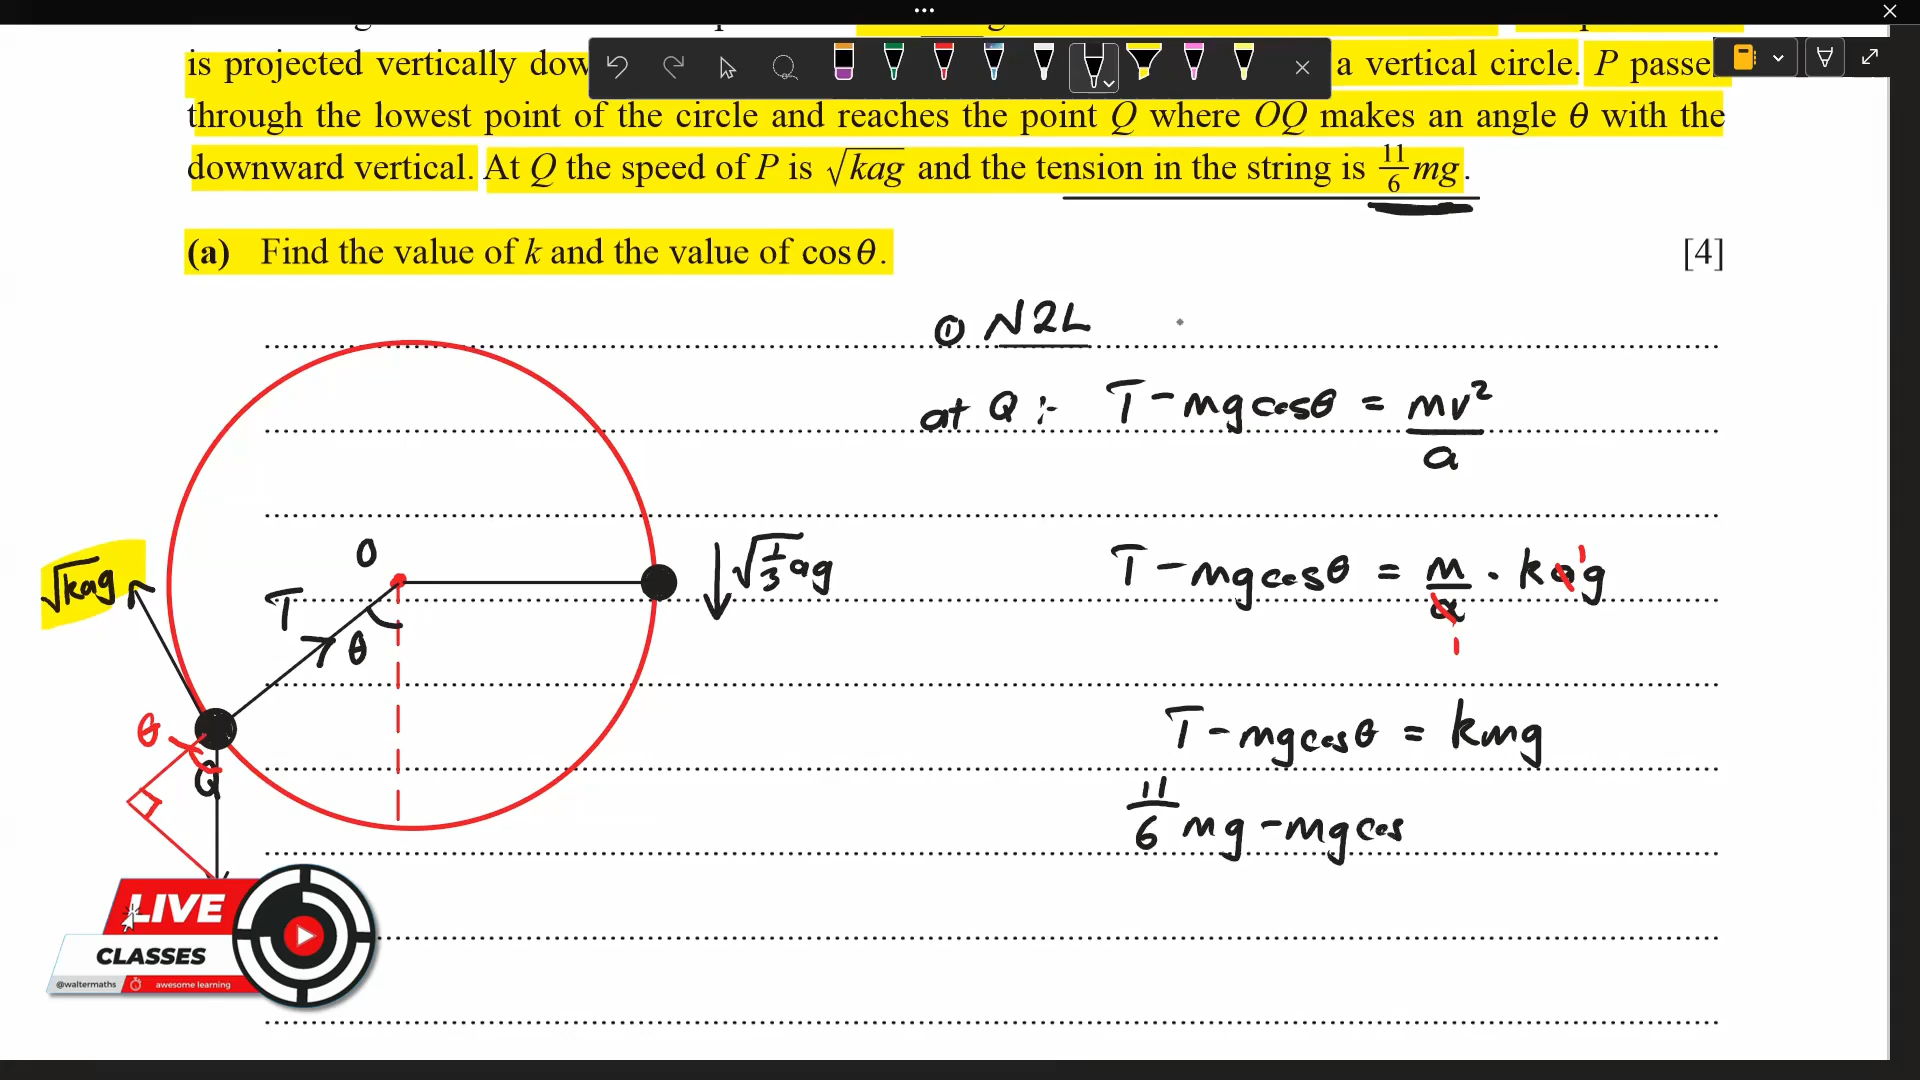 is projected vertically dow a vertical circle. P passe
through the lowest point of the circle and reaches the point Q where OQ makes an angle θ with the
downward vertical. At Q the speed of P is √kag and the tension in the string is 11/6 mg.
(a) Find the value of k and the value of cos θ. [4]
① N2L
at Q :- T - mg cos θ = mv²/a
O
↓ √1/3 ag
√kag
T
θ
T - mg cos θ = m/a · kag
1
1
θ
Q
T - mg cos θ = kmg
11/6 mg - mg cos
LIVE
CLASSES
@waltermaths awesome learning